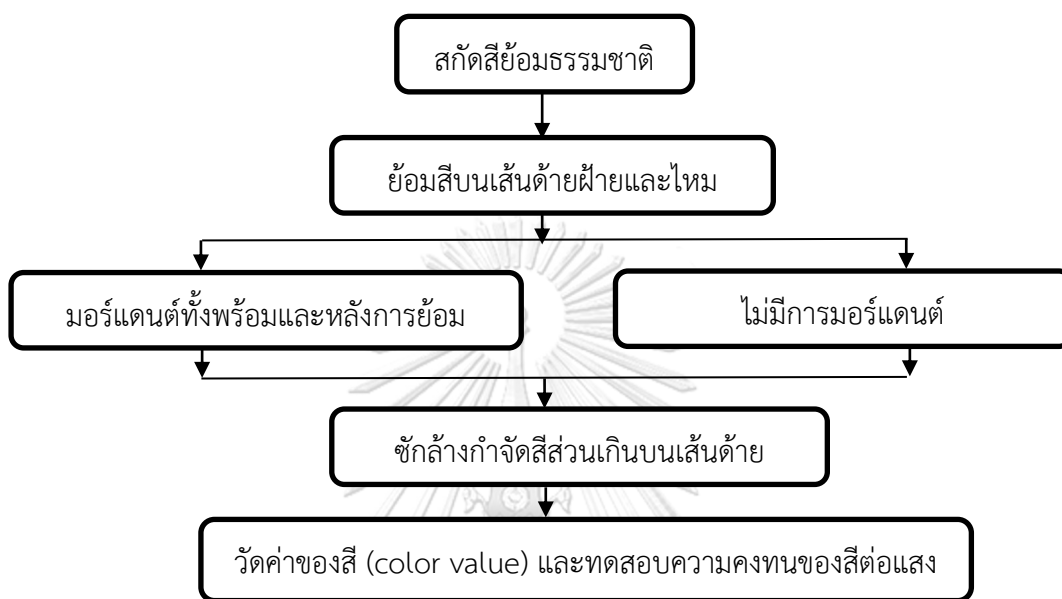 สกัดสีย้อมธรรมชาติ
ย้อมสีบนเส้นด้ายฝ้ายและไหม
มอร์แดนต์ทั้งพร้อมและหลังการย้อม
ไม่มีการมอร์แดนต์
ซักล้างกำจัดสีส่วนเกินบนเส้นด้าย
วัดค่าของสี (color value) และทดสอบความคงทนของสีต่อแสง